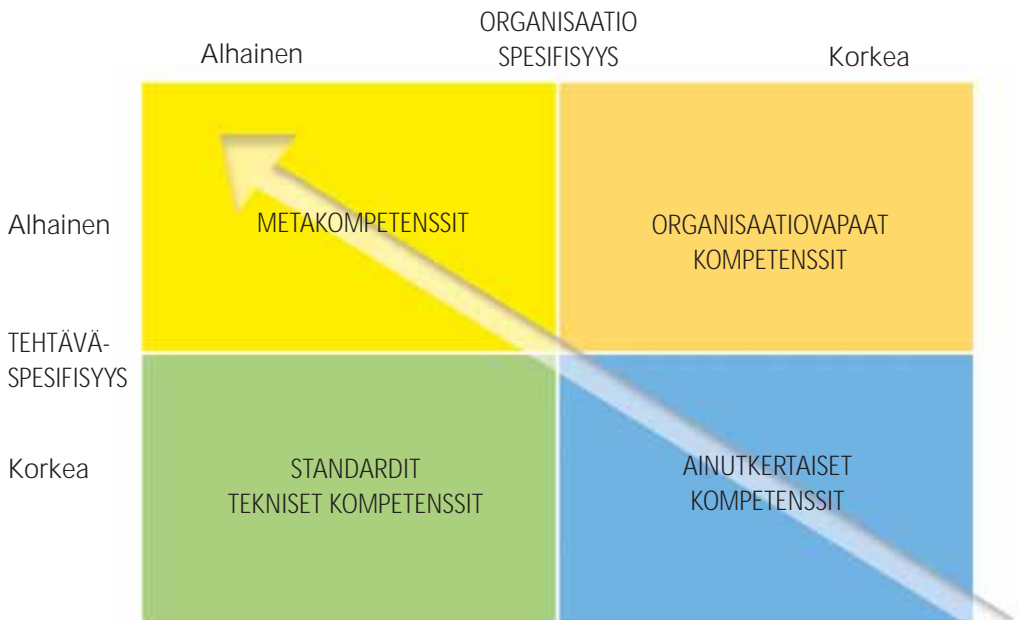 ORGANISAATIO
SPESIFISYYS
Alhainen
Korkea
Alhainen
METAKOMPETENSSIT
ORGANISAATIOVAPAAT
KOMPETENSSIT
TEHTÄVÄ-
SPESIFISYYS
Korkea
STANDARDIT
TEKNISET KOMPETENSSIT
AINUTKERTAISET
KOMPETENSSIT